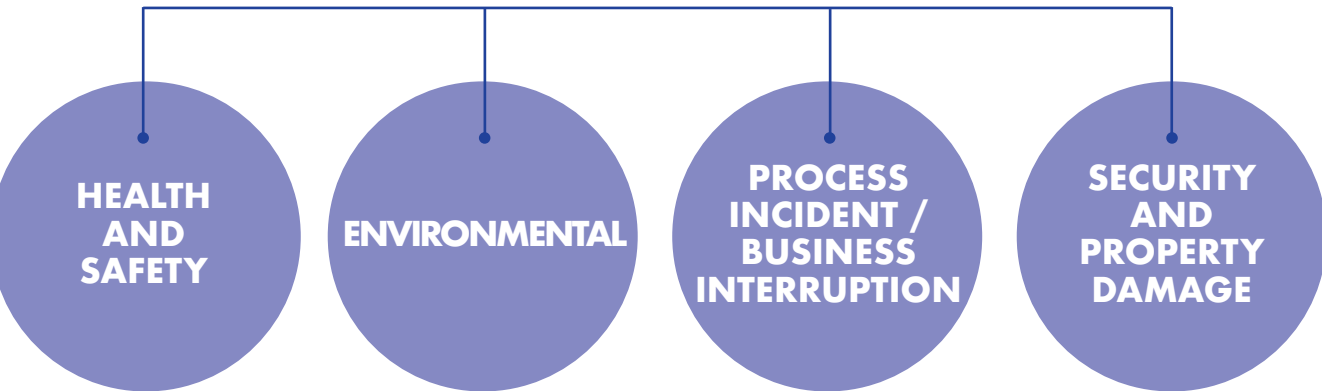 HEALTH
AND
SAFETY
ENVIRONMENTAL
PROCESS
INCIDENT /
BUSINESS
INTERRUPTION
SECURITY
AND
PROPERTY
DAMAGE